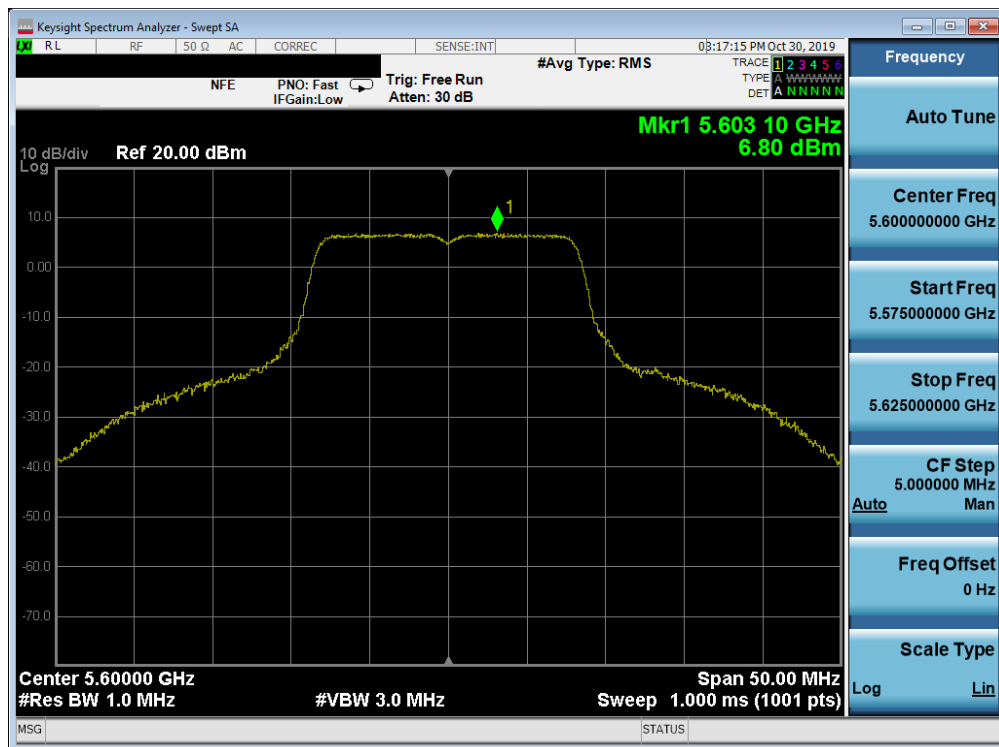 Keysight Spectrum Analyzer - Swept SA
LXI RL RF 50 Ω AC CORREC SENSE:INT 03:17:15 PM Oct 30, 2019
#Avg Type: RMS TRACE 1 2 3 4 5 6
TYPE A WWWWW
DET A N N N N N
NFE PNO: Fast Trig: Free Run
IFGain:Low Atten: 30 dB
Mkr1 5.603 10 GHz
6.80 dBm
10 dB/div Ref 20.00 dBm
Log
1
10.0
0.00
-10.0
-20.0
-30.0
-40.0
-50.0
-60.0
-70.0
Center 5.60000 GHz Span 50.00 MHz
#Res BW 1.0 MHz #VBW 3.0 MHz Sweep 1.000 ms (1001 pts)
MSG STATUS
Frequency
Auto Tune
Center Freq
5.600000000 GHz
Start Freq
5.575000000 GHz
Stop Freq
5.625000000 GHz
CF Step
5.000000 MHz
Auto Man
Freq Offset
0 Hz
Scale Type
Log Lin